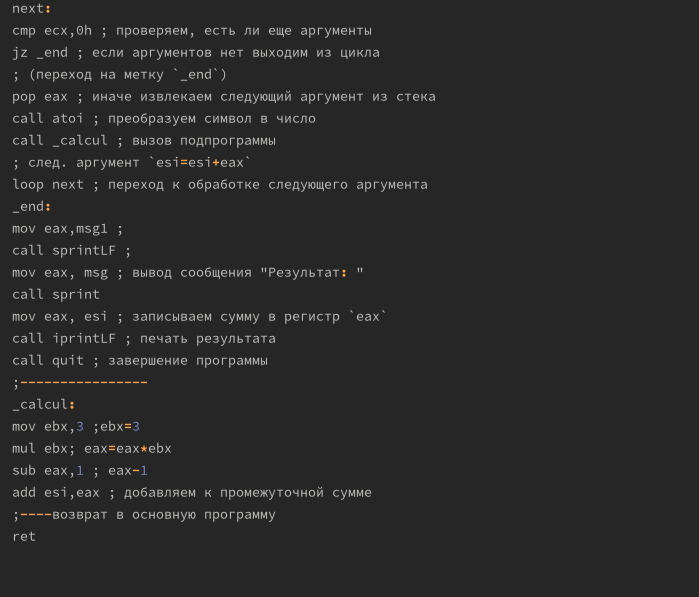 next:
cmp ecx,0h ; проверяем, есть ли еще аргументы
jz _end ; если аргументов нет выходим из цикла
; (переход на метку `_end`)
pop eax ; иначе извлекаем следующий аргумент из стека
call atoi ; преобразуем символ в число
call _calcul ; вызов подпрограммы
; след. аргумент `esi=esi+eax`
loop next ; переход к обработке следующего аргумента
_end:
mov eax,msg1 ;
call sprintLF ;
mov eax, msg ; вывод сообщения "Результат: "
call sprint
mov eax, esi ; записываем сумму в регистр `eax`
call iprintLF ; печать результата
call quit ; завершение программы
;----------------
_calcul:
mov ebx,3 ;ebx=3
mul ebx; eax=eax*ebx
sub eax,1 ; eax-1
add esi,eax ; добавляем к промежуточной сумме
;----возврат в основную программу
ret